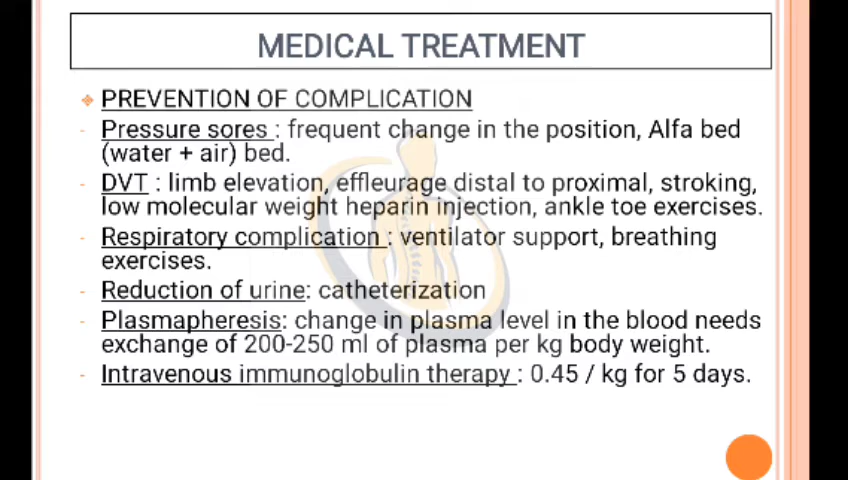 MEDICAL TREATMENT
❖ PREVENTION OF COMPLICATION
- Pressure sores : frequent change in the position, Alfa bed
(water + air) bed.
- DVT : limb elevation, effleurage distal to proximal, stroking,
low molecular weight heparin injection, ankle toe exercises.
- Respiratory complication : ventilator support, breathing
exercises.
- Reduction of urine: catheterization
- Plasmapheresis: change in plasma level in the blood needs
exchange of 200-250 ml of plasma per kg body weight.
- Intravenous immunoglobulin therapy : 0.45 / kg for 5 days.